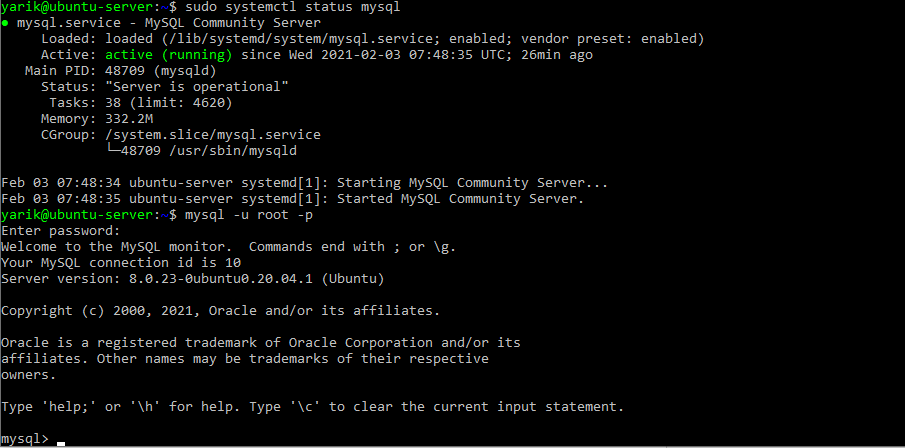 yarik@ubuntu-server:~$ sudo systemctl status mysql
● mysql.service - MySQL Community Server
     Loaded: loaded (/lib/systemd/system/mysql.service; enabled; vendor preset: enabled)
     Active: active (running) since Wed 2021-02-03 07:48:35 UTC; 26min ago
   Main PID: 48709 (mysqld)
     Status: "Server is operational"
      Tasks: 38 (limit: 4620)
     Memory: 332.2M
     CGroup: /system.slice/mysql.service
             └─48709 /usr/sbin/mysqld

Feb 03 07:48:34 ubuntu-server systemd[1]: Starting MySQL Community Server...
Feb 03 07:48:35 ubuntu-server systemd[1]: Started MySQL Community Server.
yarik@ubuntu-server:~$ mysql -u root -p
Enter password:
Welcome to the MySQL monitor.  Commands end with ; or \g.
Your MySQL connection id is 10
Server version: 8.0.23-0ubuntu0.20.04.1 (Ubuntu)

Copyright (c) 2000, 2021, Oracle and/or its affiliates.

Oracle is a registered trademark of Oracle Corporation and/or its
affiliates. Other names may be trademarks of their respective
owners.

Type 'help;' or '\h' for help. Type '\c' to clear the current input statement.

mysql>